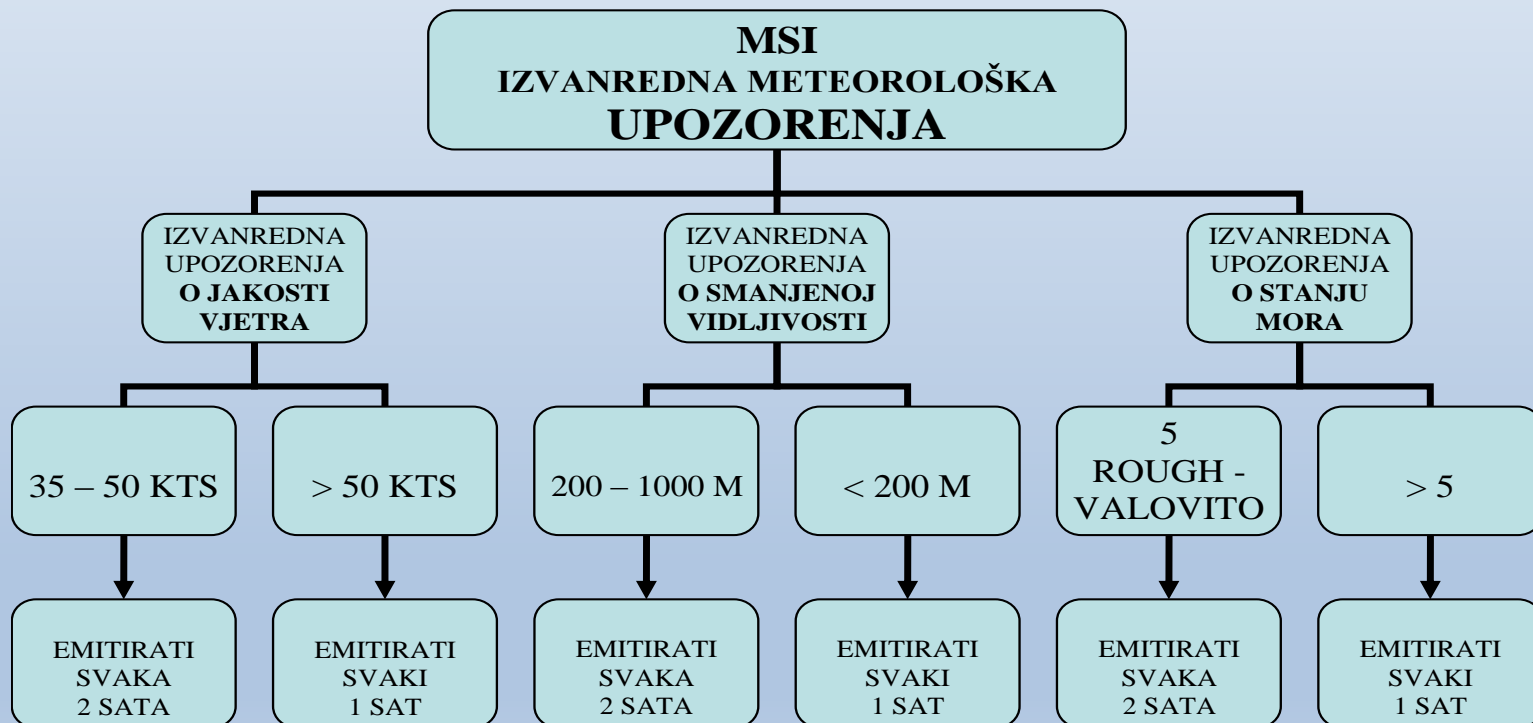 MSI
IZVANREDNA METEOROLOŠKA
UPOZORENJA
IZVANREDNA
UPOZORENJA
O JAKOSTI
VJETRA
IZVANREDNA
UPOZORENJA
O SMANJENOJ
VIDLJIVOSTI
IZVANREDNA
UPOZORENJA
O STANJU
MORA
35 – 50 KTS
> 50 KTS
200 – 1000 M
< 200 M
5
ROUGH -
VALOVITO
> 5
EMITIRATI
SVAKA
2 SATA
EMITIRATI
SVAKI
1 SAT
EMITIRATI
SVAKA
2 SATA
EMITIRATI
SVAKI
1 SAT
EMITIRATI
SVAKA
2 SATA
EMITIRATI
SVAKI
1 SAT